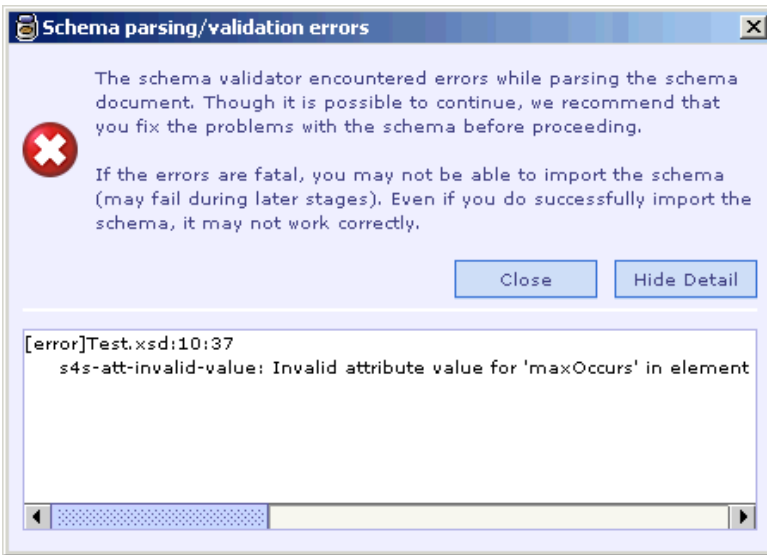 Schema parsing/validation errors
The schema validator encountered errors while parsing the schema
document. Though it is possible to continue, we recommend that
you fix the problems with the schema before proceeding.
If the errors are fatal, you may not be able to import the schema
(may fail during later stages). Even if you do successfully import the
schema, it may not work correctly.
Close Hide Detail
[error]Test.xsd:10:37
s4s-att-invalid-value: Invalid attribute value for 'maxOccurs' in element